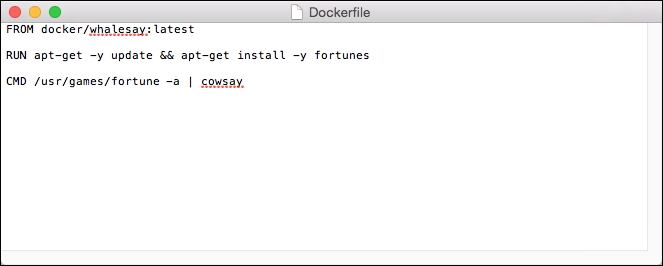 Dockerfile
FROM docker/whalesay:latest
RUN apt-get -y update && apt-get install -y fortunes
CMD /usr/games/fortune -a | cowsay